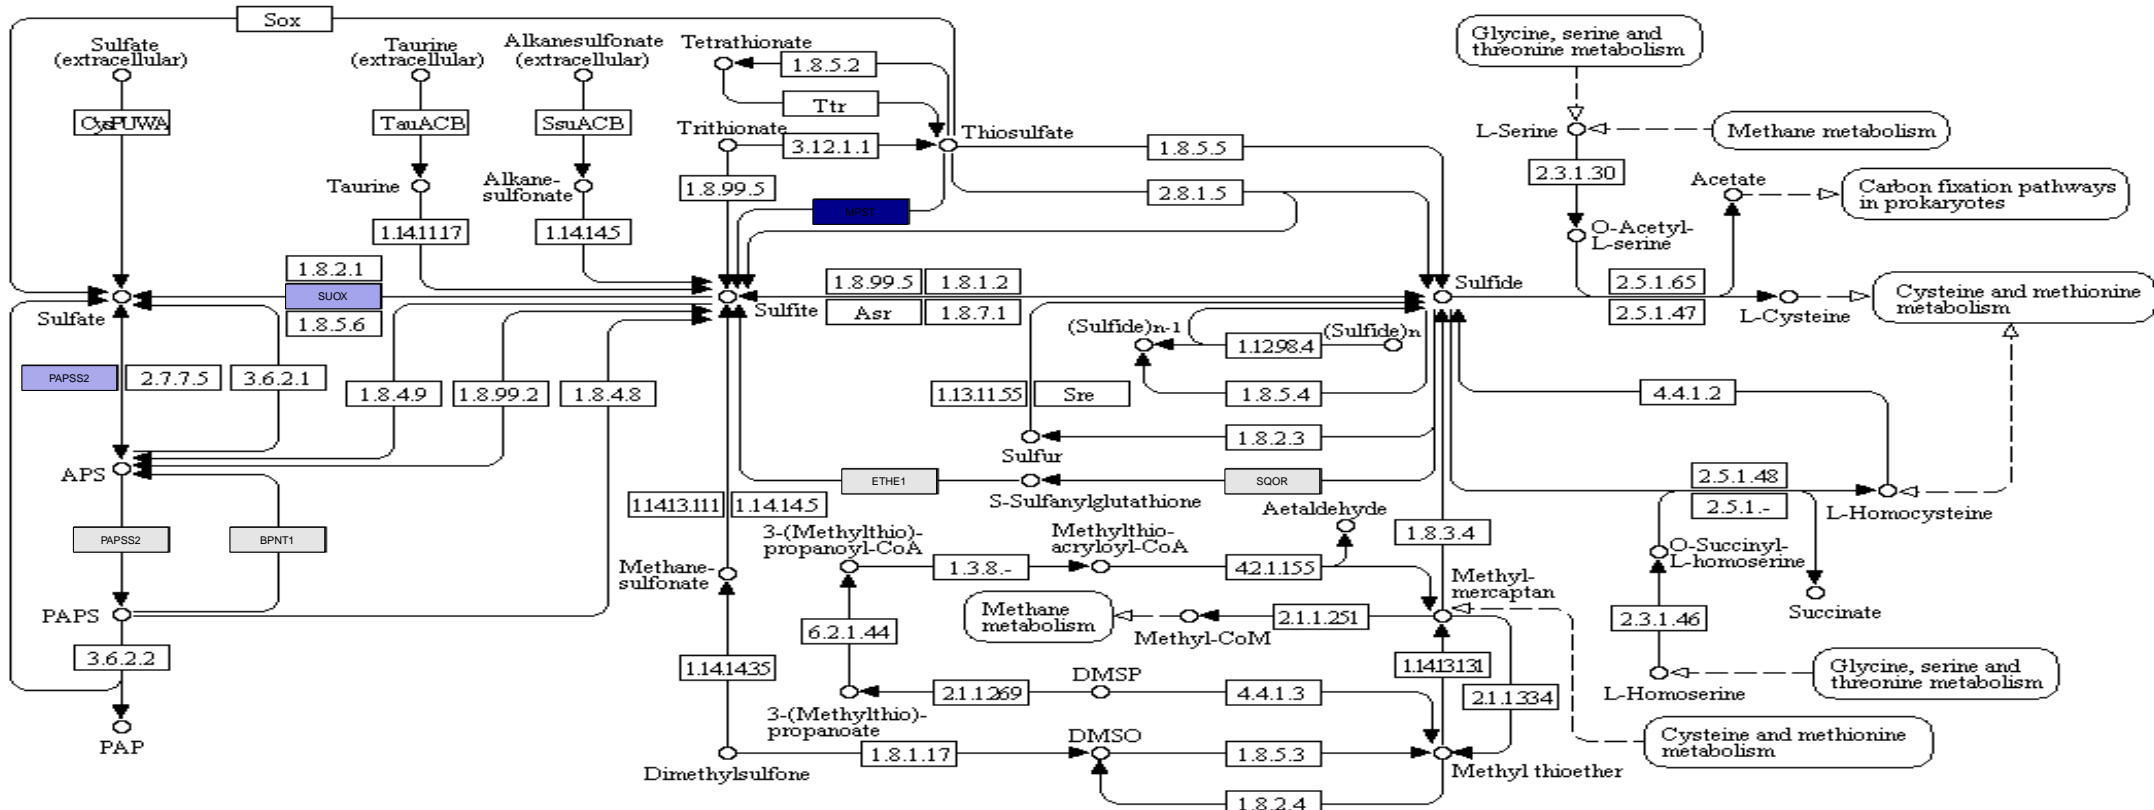 Sox
Sulfate
(extracellular)
Taurine
(extracellular)
Alkanesulfonate
(extracellular)
Tetrathionate
1.8.5.2
Ttr
Glycine, serine and
threonine metabolism
CysPUWA
TauACB
SsuACB
Trithionate
3.12.1.1
Thiosulfate
1.8.5.5
L-Serine
Methane metabolism
2.3.1.30
Taurine
Alkane-
sulfonate
1.8.99.5
2.8.1.5
Acetate
Carbon fixation pathways
in prokaryotes
MPST
1.14.11.17
1.14.14.5
O-Acetyl-
L-serine
1.8.2.1
SUOX
1.8.5.6
Sulfate
Sulfite
1.8.99.5
1.8.1.2
Asr
1.8.7.1
Sulfide
2.5.1.65
2.5.1.47
L-Cysteine
Cysteine and methionine
metabolism
(Sulfide)n-1
(Sulfide)n
1.12.98.4
PAPSS2
2.7.7.5
3.6.2.1
1.8.4.9
1.8.99.2
1.8.4.8
1.13.11.55
Sre
1.8.5.4
4.4.1.2
1.8.2.3
Sulfur
APS
ETHE1
SQOR
S-Sulfanylglutathione
2.5.1.48
2.5.1.-
L-Homocysteine
1.14.13.111
1.14.14.5
Aetaldehyde
PAPSS2
BPNT1
3-(Methylthio)-
propanoyl-CoA
Methylthio-
acryloyl-CoA
1.8.3.4
O-Succinyl-
L-homoserine
Methane-
sulfonate
1.3.8.-
4.2.1.155
Methyl-
mercaptan
Succinate
PAPS
Methane
metabolism
Methyl-CoM
2.1.1.251
2.3.1.46
6.2.1.44
3.6.2.2
1.14.14.35
DMSP
1.14.13.131
Glycine, serine and
threonine metabolism
L-Homoserine
2.1.1.269
4.4.1.3
2.1.1.334
3-(Methylthio)-
propanoate
PAP
DMSO
Cysteine and methionine
metabolism
1.8.1.17
1.8.5.3
Dimethylsulfone
Methyl thioether
1.8.2.4